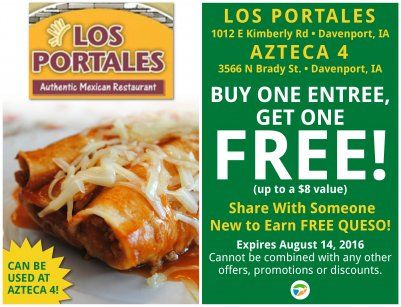 LOS
PORTALES
Authentic Mexican Restaurant
CAN BE
USED AT
AZTECA 4!
LOS PORTALES
1012 E Kimberly Rd • Davenport, IA
AZTECA 4
3566 N Brady St. • Davenport, IA
BUY ONE ENTREE,
GET ONE
FREE!
(up to a $8 value)
Share With Someone
New to Earn FREE QUESO!
Expires August 14, 2016
Cannot be combined with any other
offers, promotions or discounts.